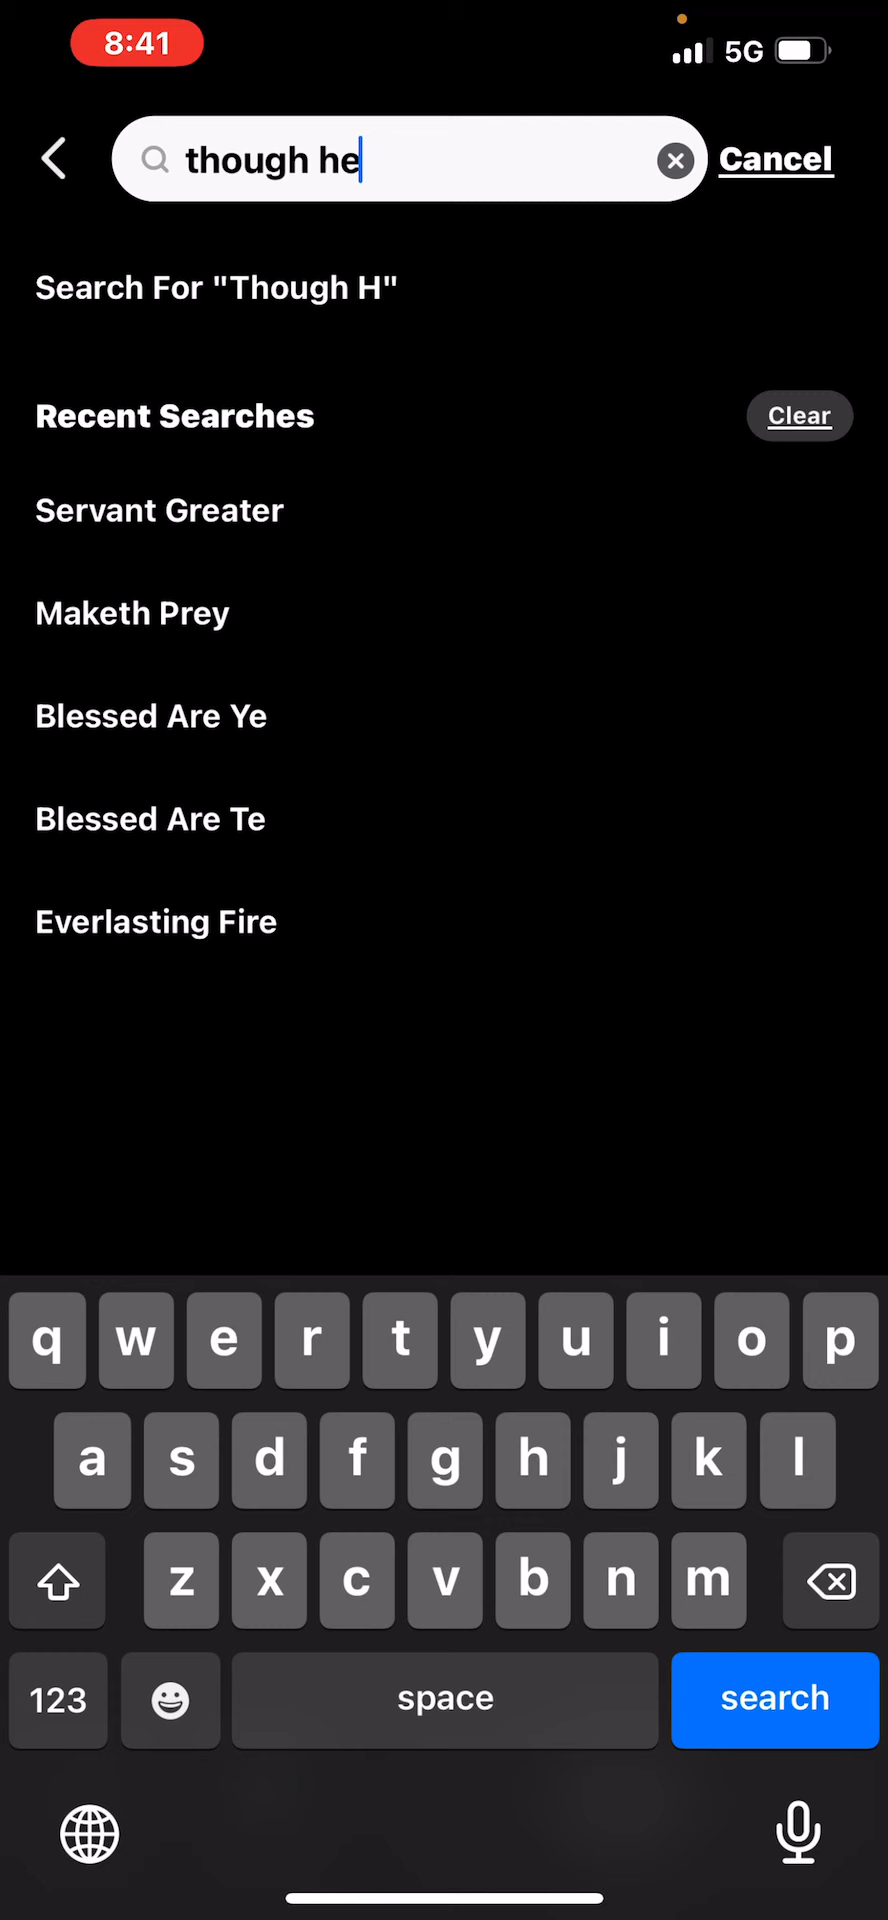 8:41
5G
though he
Cancel
Search For "Though H"
Recent Searches
Clear
Servant Greater
Maketh Prey
Blessed Are Ye
Blessed Are Te
Everlasting Fire
q w e r t y u i o p
a s d f g h j k l
z x c v b n m
123 space search